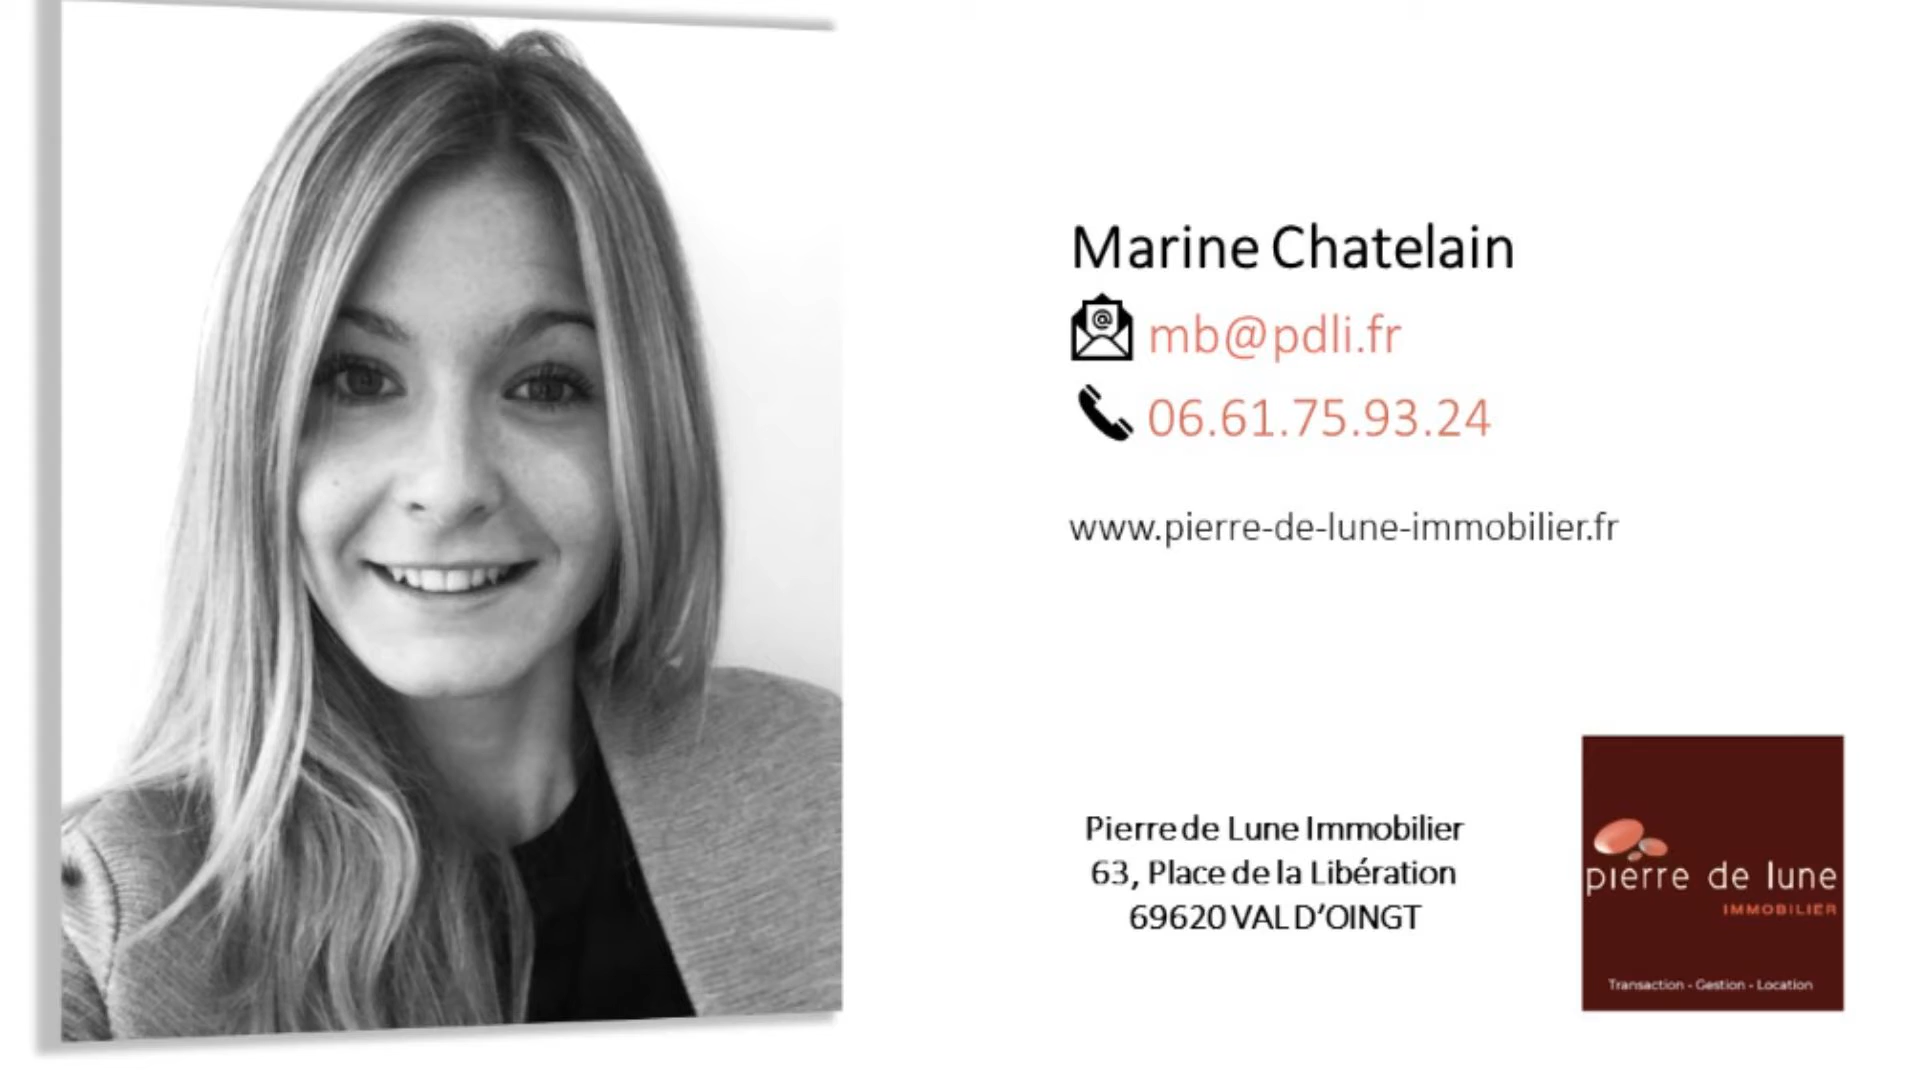 Marine Chatelain
@
mb@pdli.fr
06.61.75.93.24
www.pierre-de-lune-immobilier.fr
Pierre de Lune Immobilier
63, Place de la Libération
69620 VAL D’OINGT
pierre de lune
IMMOBILIER
Transaction - Gestion - Location